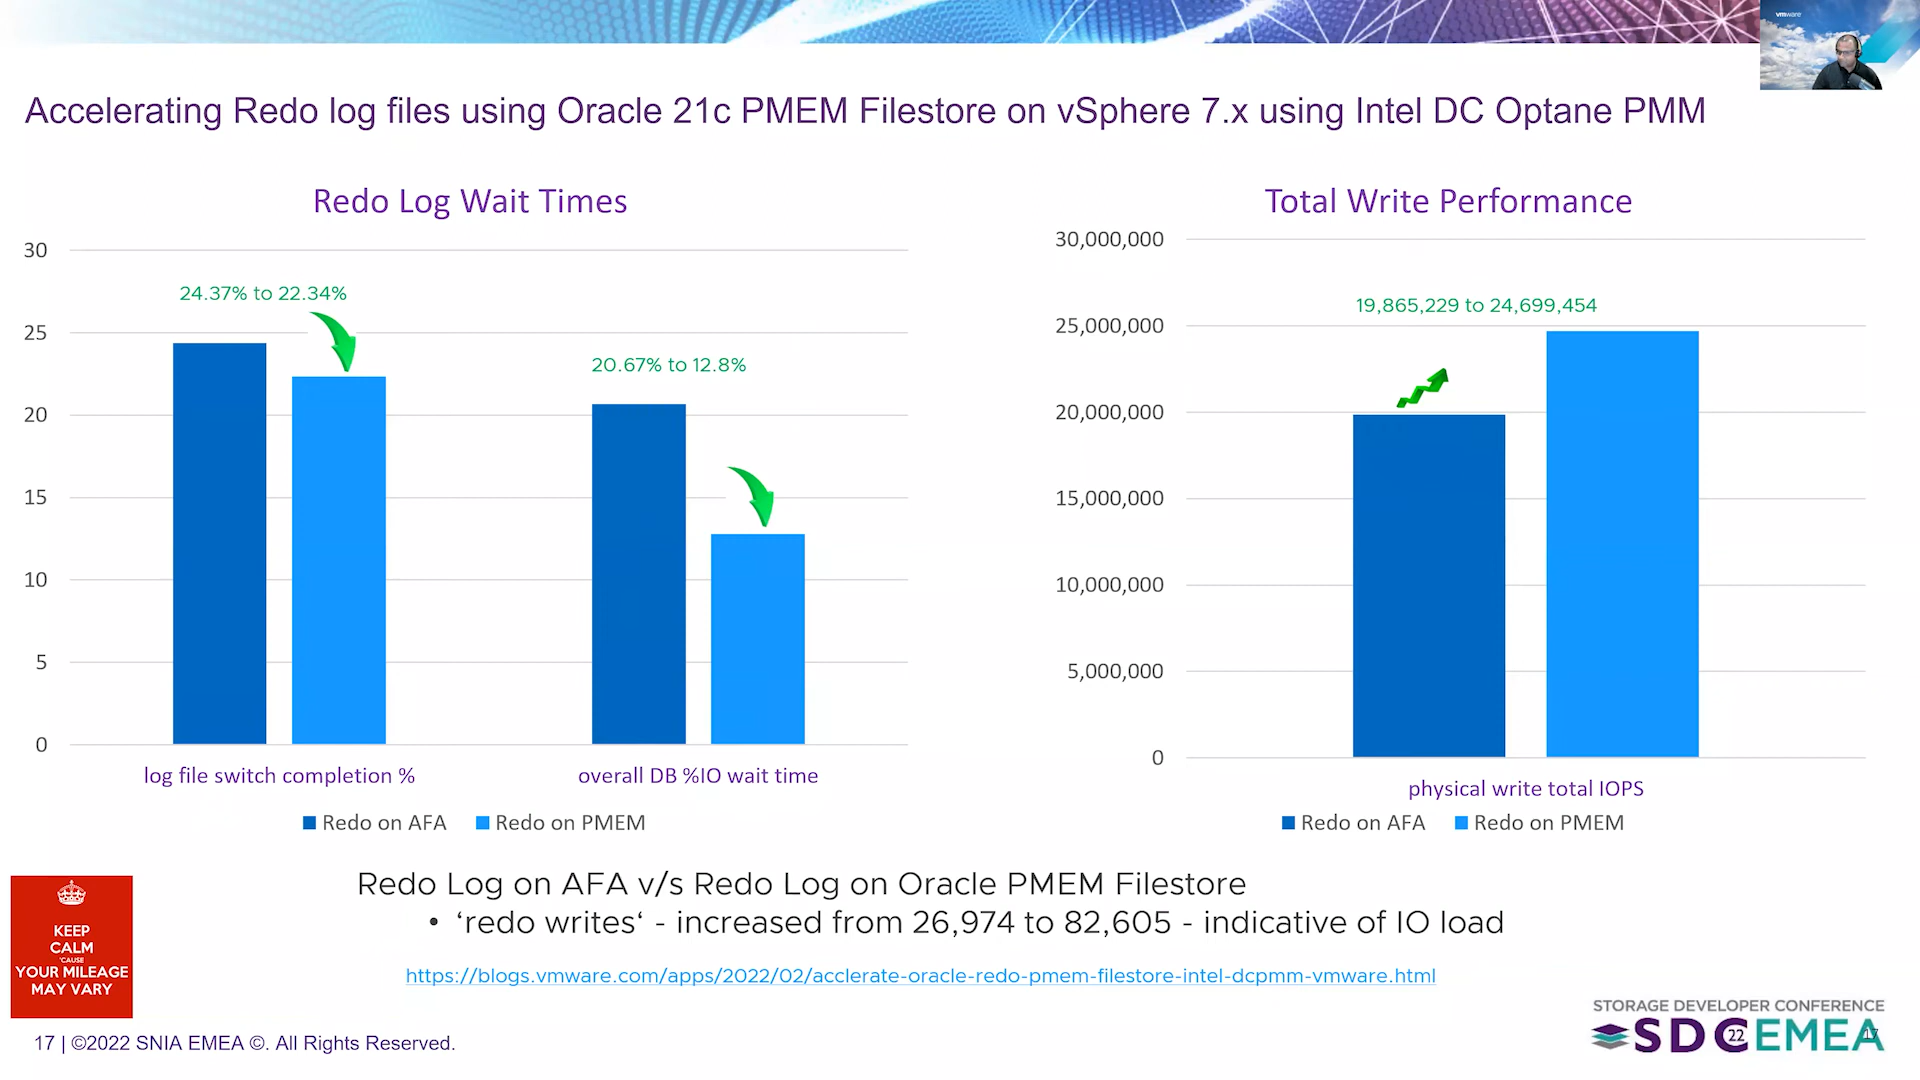 vmware
Accelerating Redo log files using Oracle 21c PMEM Filestore on vSphere 7.x using Intel DC Optane PMM
Redo Log Wait Times
30
25
20
15
10
5
0
24.37% to 22.34%
20.67% to 12.8%
log file switch completion %
overall DB %IO wait time
Redo on AFA
Redo on PMEM
Total Write Performance
30,000,000
25,000,000
20,000,000
15,000,000
10,000,000
5,000,000
0
19,865,229 to 24,699,454
physical write total IOPS
Redo on AFA
Redo on PMEM
Redo Log on AFA v/s Redo Log on Oracle PMEM Filestore
• ‘redo writes‘ - increased from 26,974 to 82,605 - indicative of IO load
https://blogs.vmware.com/apps/2022/02/acclerate-oracle-redo-pmem-filestore-intel-dcpmm-vmware.html
KEEP
CALM
'CAUSE
YOUR MILEAGE
MAY VARY
17 | ©2022 SNIA EMEA ©. All Rights Reserved.
STORAGE DEVELOPER CONFERENCE
SDC 22 EMEA
17